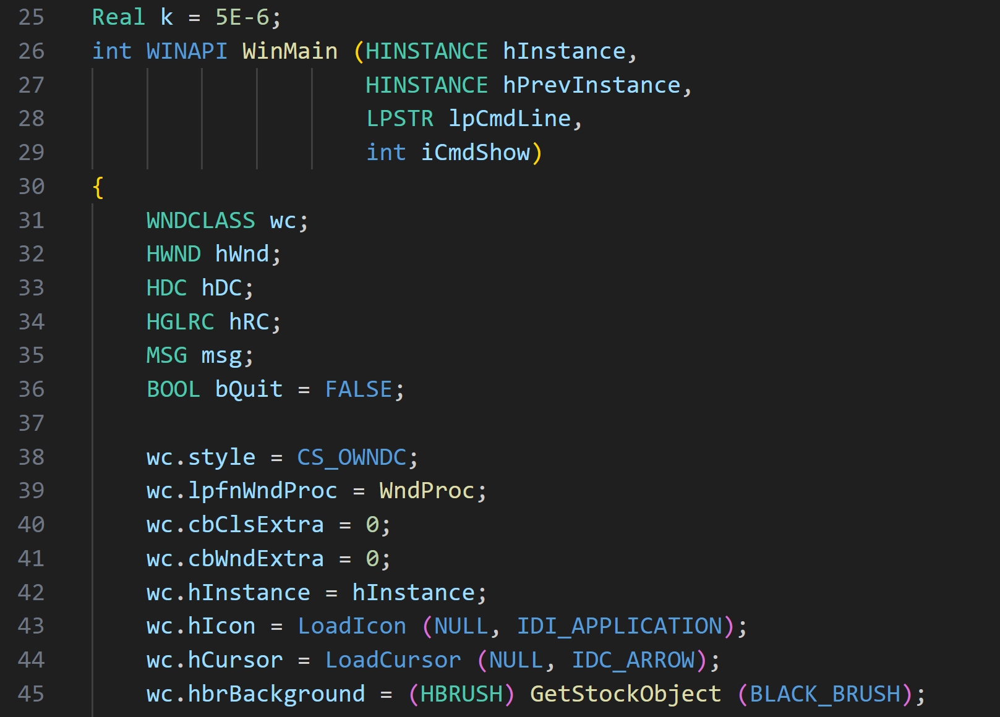 25 Real k = 5E-6;
26 int WINAPI WinMain (HINSTANCE hInstance,
27 HINSTANCE hPrevInstance,
28 LPSTR lpCmdLine,
29 int iCmdShow)
30 {
31 WNDCLASS wc;
32 HWND hWnd;
33 HDC hDC;
34 HGLRC hRC;
35 MSG msg;
36 BOOL bQuit = FALSE;
37
38 wc.style = CS_OWNDC;
39 wc.lpfnWndProc = WndProc;
40 wc.cbClsExtra = 0;
41 wc.cbWndExtra = 0;
42 wc.hInstance = hInstance;
43 wc.hIcon = LoadIcon (NULL, IDI_APPLICATION);
44 wc.hCursor = LoadCursor (NULL, IDC_ARROW);
45 wc.hbrBackground = (HBRUSH) GetStockObject (BLACK_BRUSH);